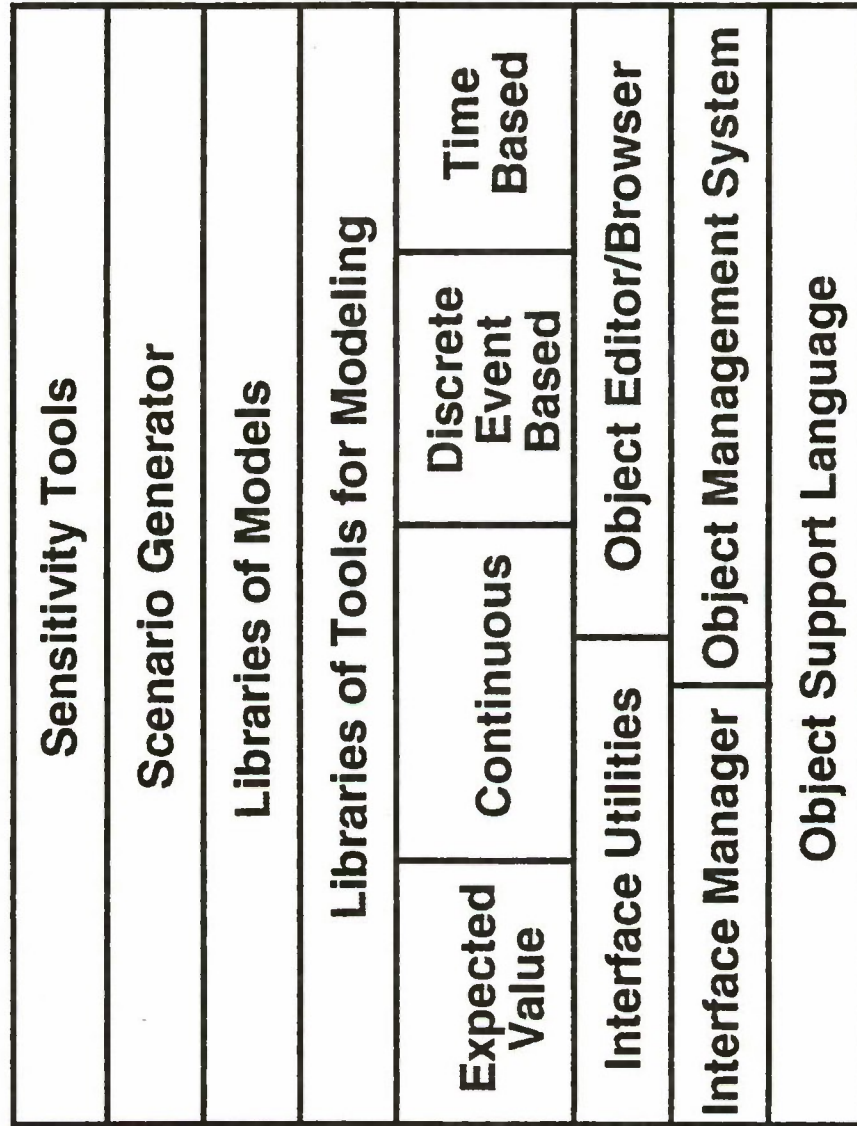 Sensitivity Tools
Scenario Generator
Libraries of Models
Libraries of Tools for Modeling
Expected
Value
Continuous
Discrete
Event
Based
Time
Based
Interface Utilities
Object Editor/Browser
Interface Manager
Object Management System
Object Support Language